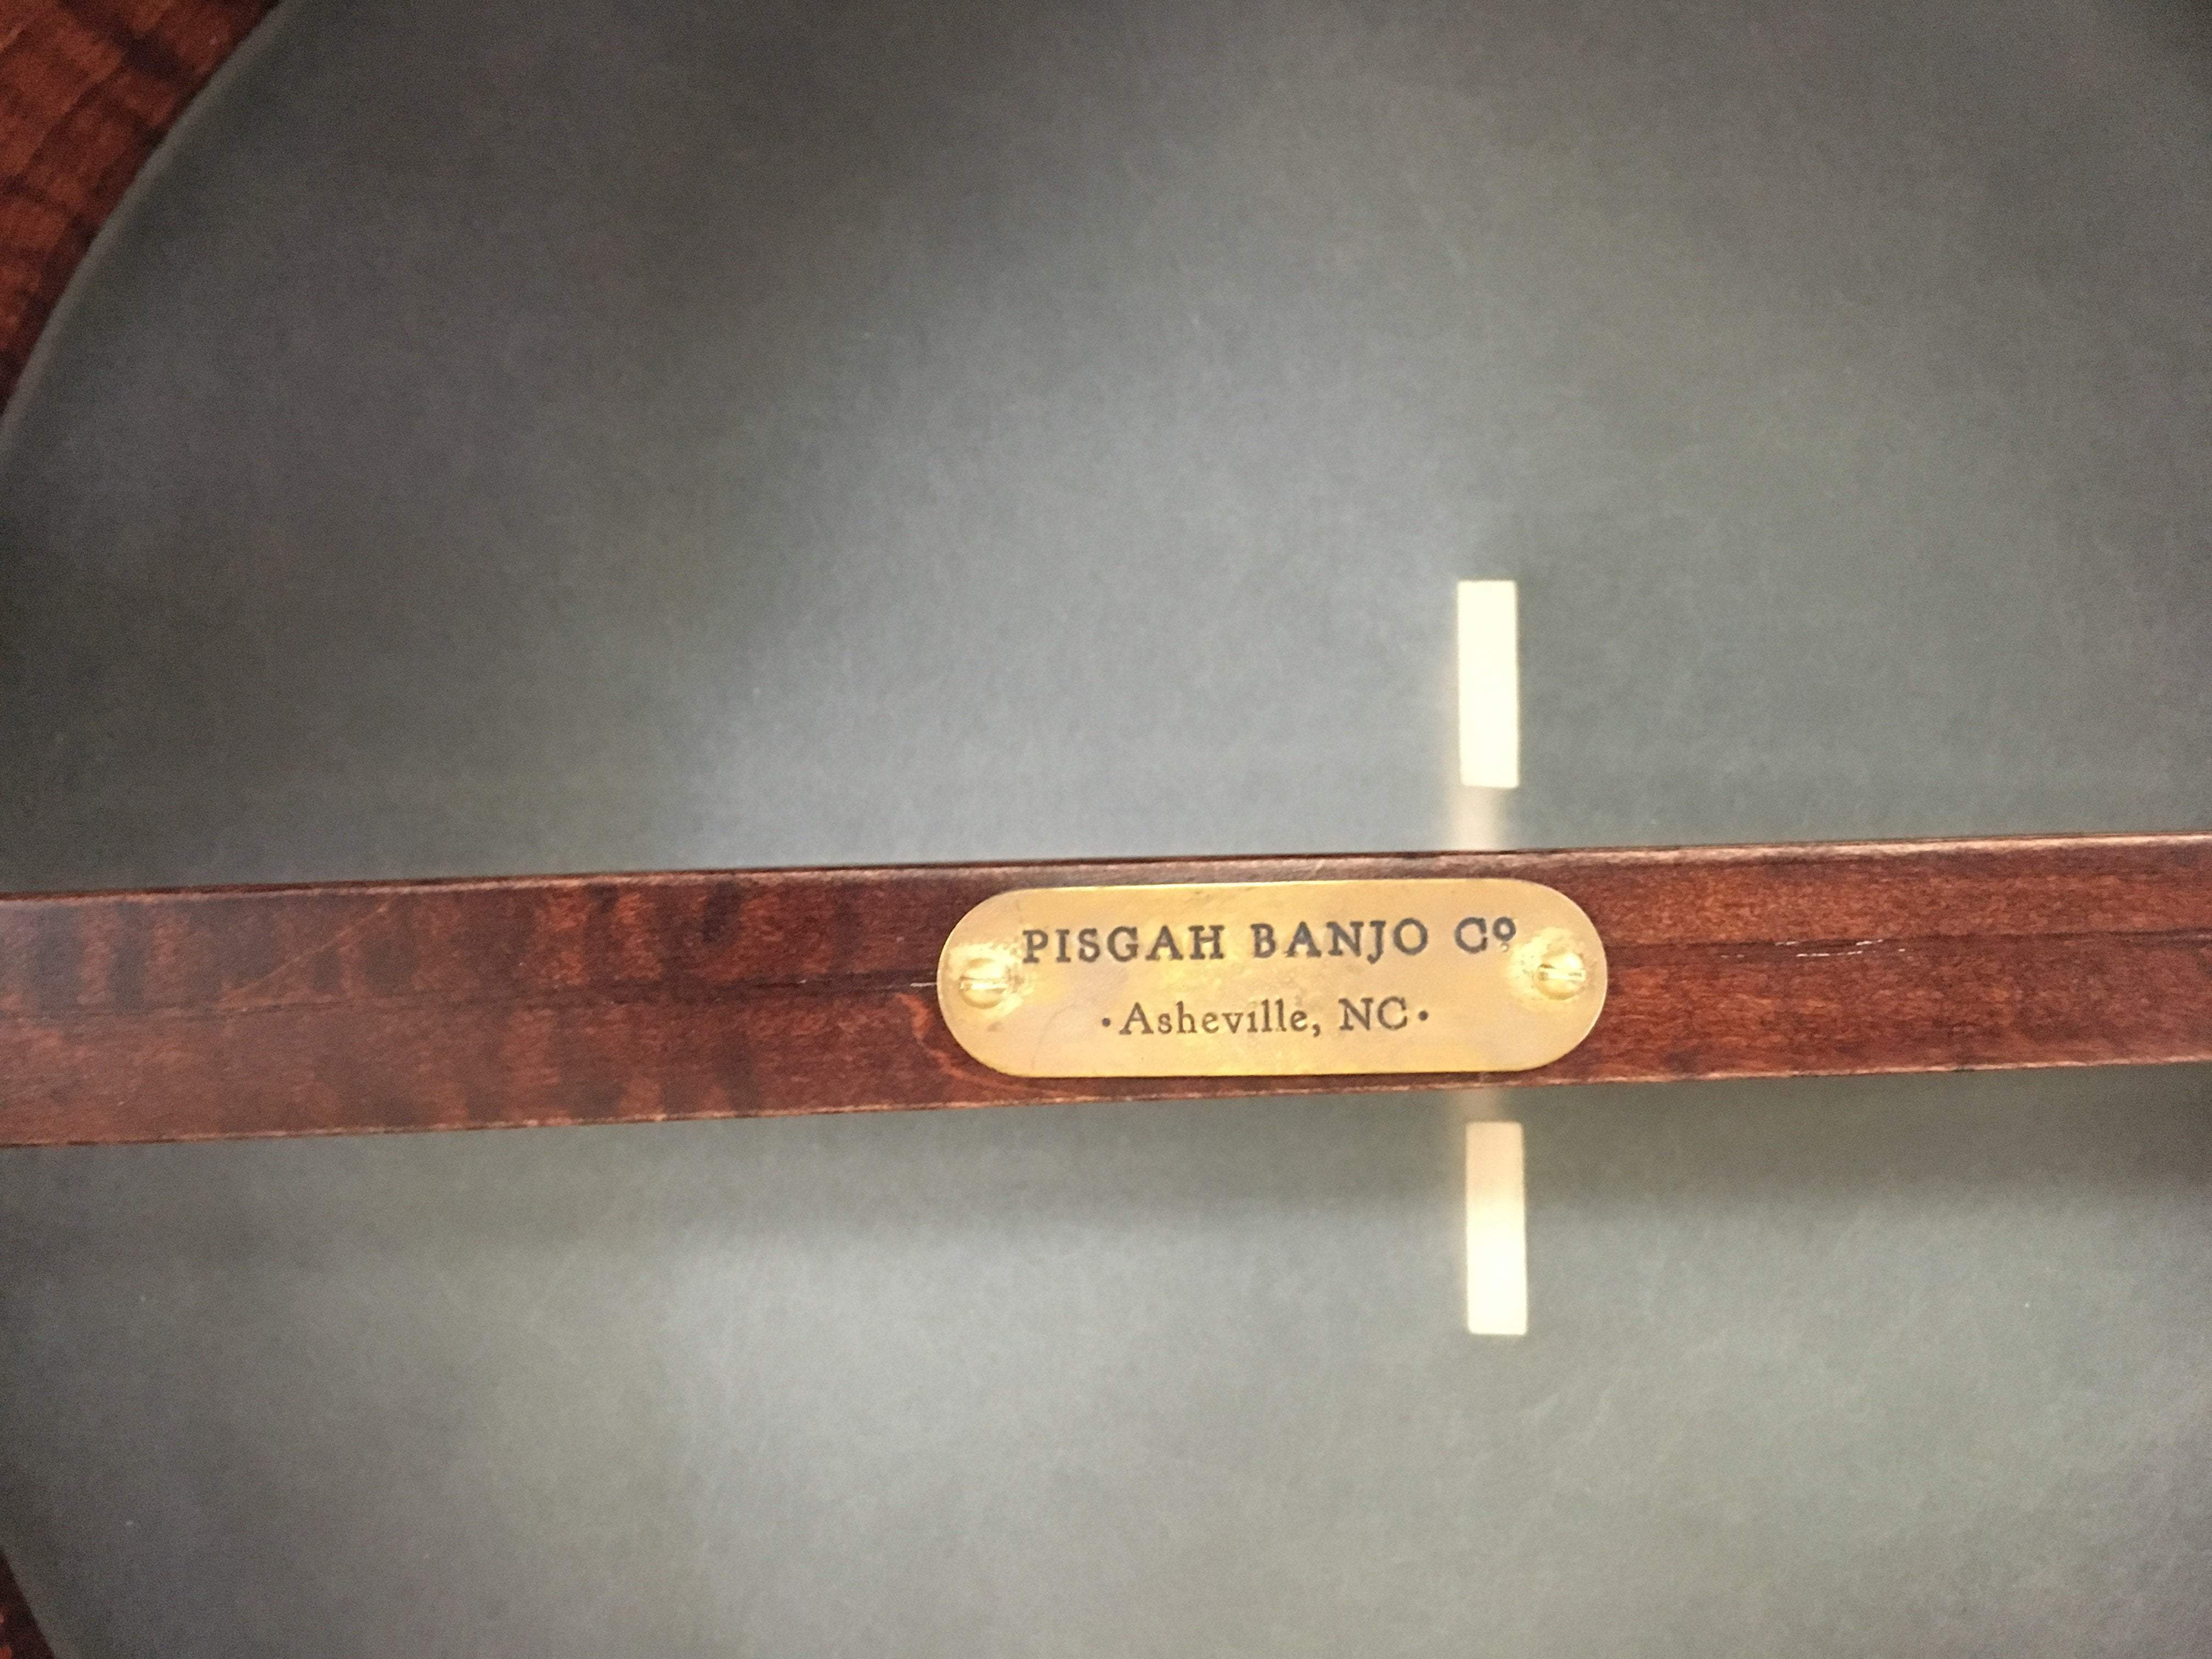 PISGAH BANJO Cº
·Asheville, NC·